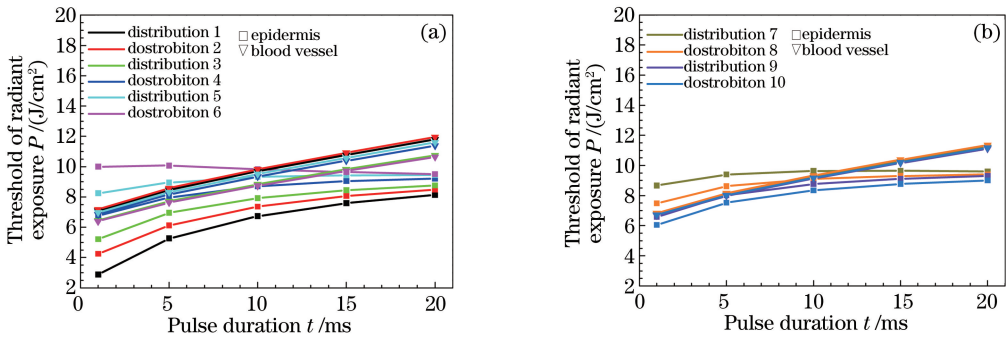 (a)
distribution 1
dostrobiton 2
distribution 3
dostrobiton 4
distribution 5
dostrobiton 6
epidermis
blood vessel
Threshold of radiant
exposure P /(J/cm²)
20
18
16
14
12
10
8
6
4
2
0 5 10 15 20
Pulse duration t /ms
(b)
distribution 7
dostrobiton 8
distribution 9
dostrobiton 10
epidermis
blood vessel
Threshold of radiant
exposure P /(J/cm²)
20
18
16
14
12
10
8
6
4
2
0 5 10 15 20
Pulse duration t /ms